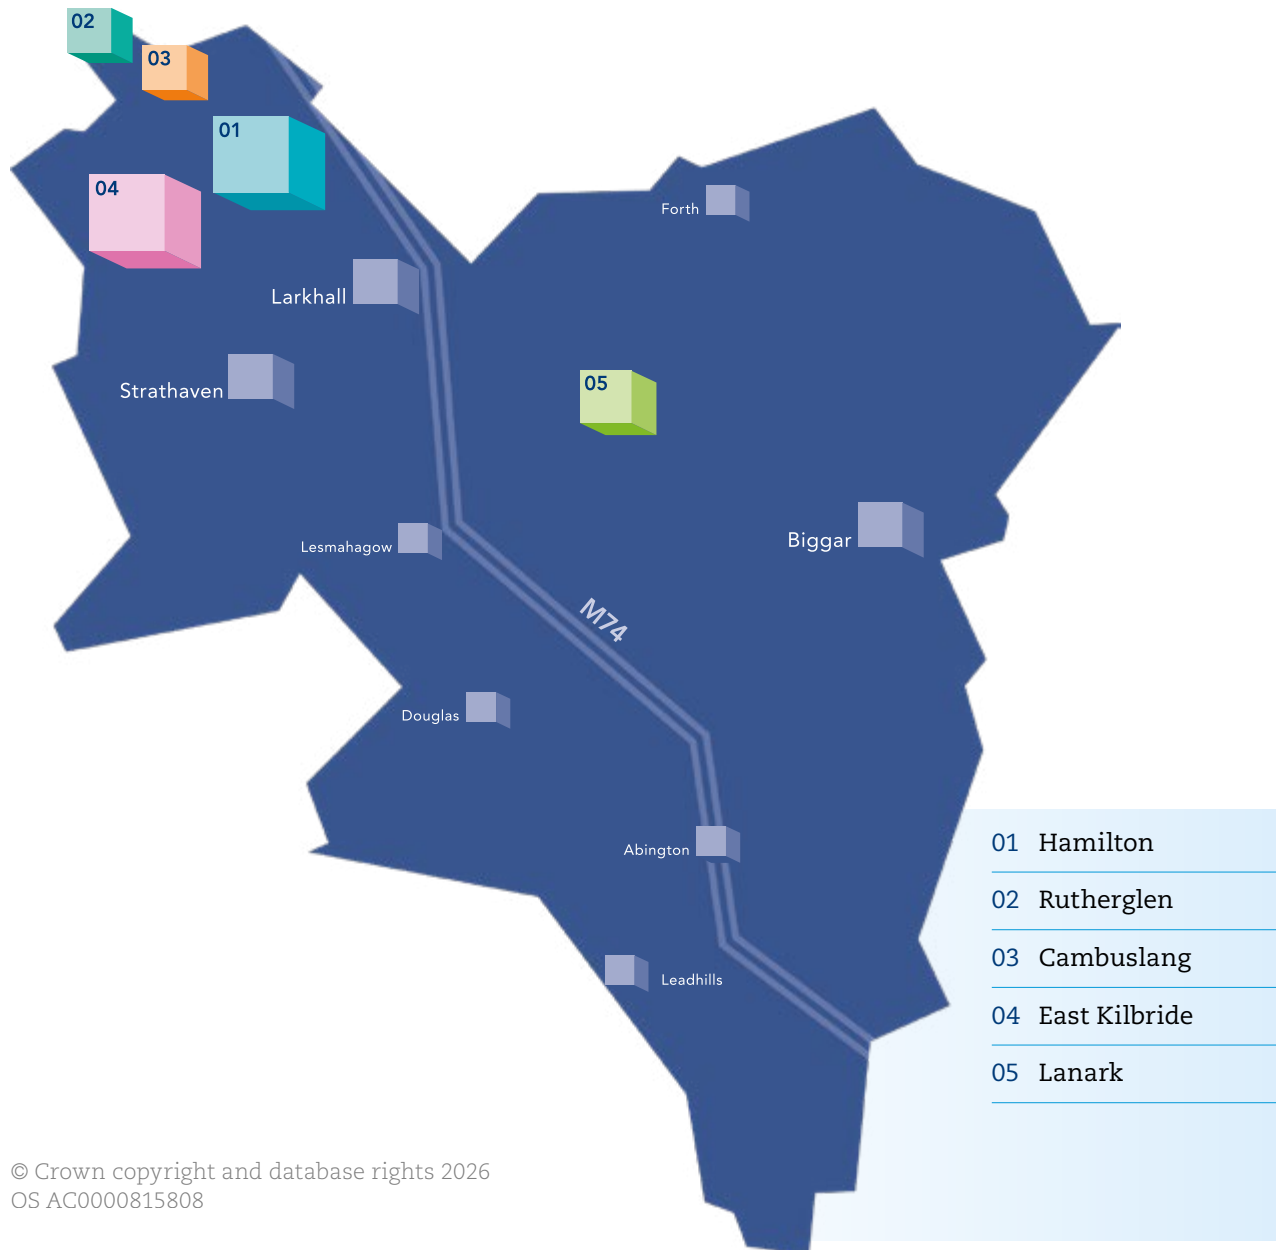 02
03
01
04
Forth
Larkhall
Strathaven
05
Biggar
Lesmahagow
M74
Douglas
Abington
Leadhills
01 Hamilton
02 Rutherglen
03 Cambuslang
04 East Kilbride
05 Lanark
© Crown copyright and database rights 2026
OS AC0000815808